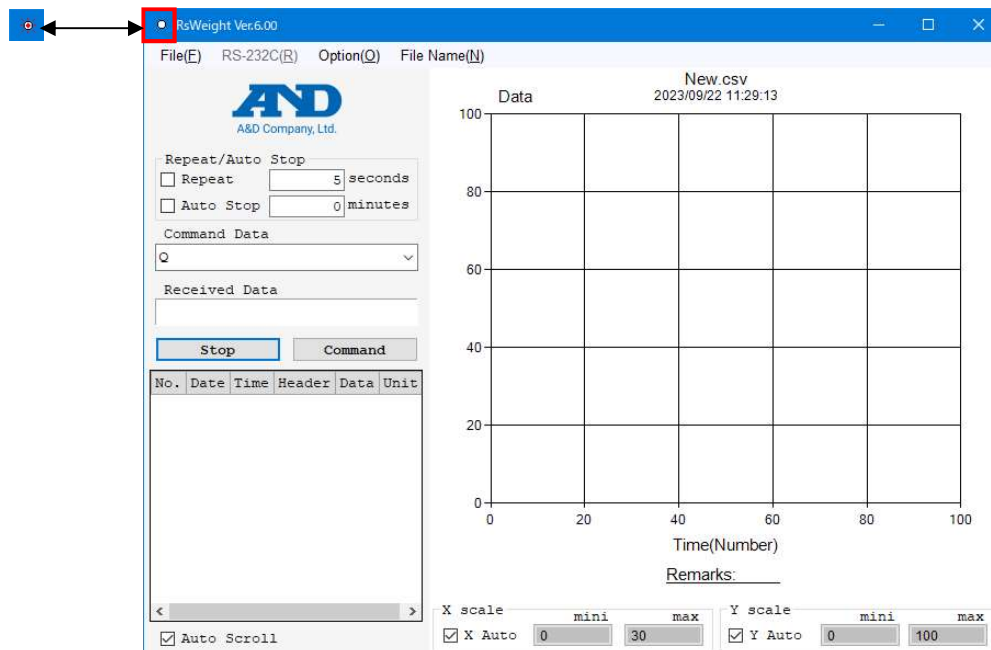 RsWeight Ver.6.00
File(F) RS-232C(R) Option(O) File Name(N)
AND
A&D Company, Ltd.
Repeat/Auto Stop
Repeat 5 seconds
Auto Stop 0 minutes
Command Data
Q
Received Data
Stop Command
No. Date Time Header Data Unit
Auto Scroll
New.csv
Data 2023/09/22 11:29:13
100
80
60
40
20
0
0 20 40 60 80 100
Time(Number)
Remarks:
X scale mini max
X Auto 0 30
Y scale mini max
Y Auto 0 100